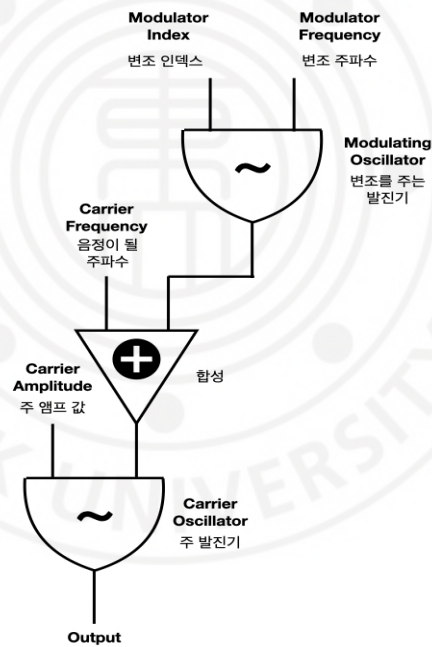 Modulator
Index
변조 인덱스
Modulator
Frequency
변조 주파수
Modulating
Oscillator
변조를 주는
발진기
Carrier
Frequency
음정이 될
주파수
합성
Carrier
Amplitude
주 앰프 값
Carrier
Oscillator
주 발진기
Output
UNIVERSITY